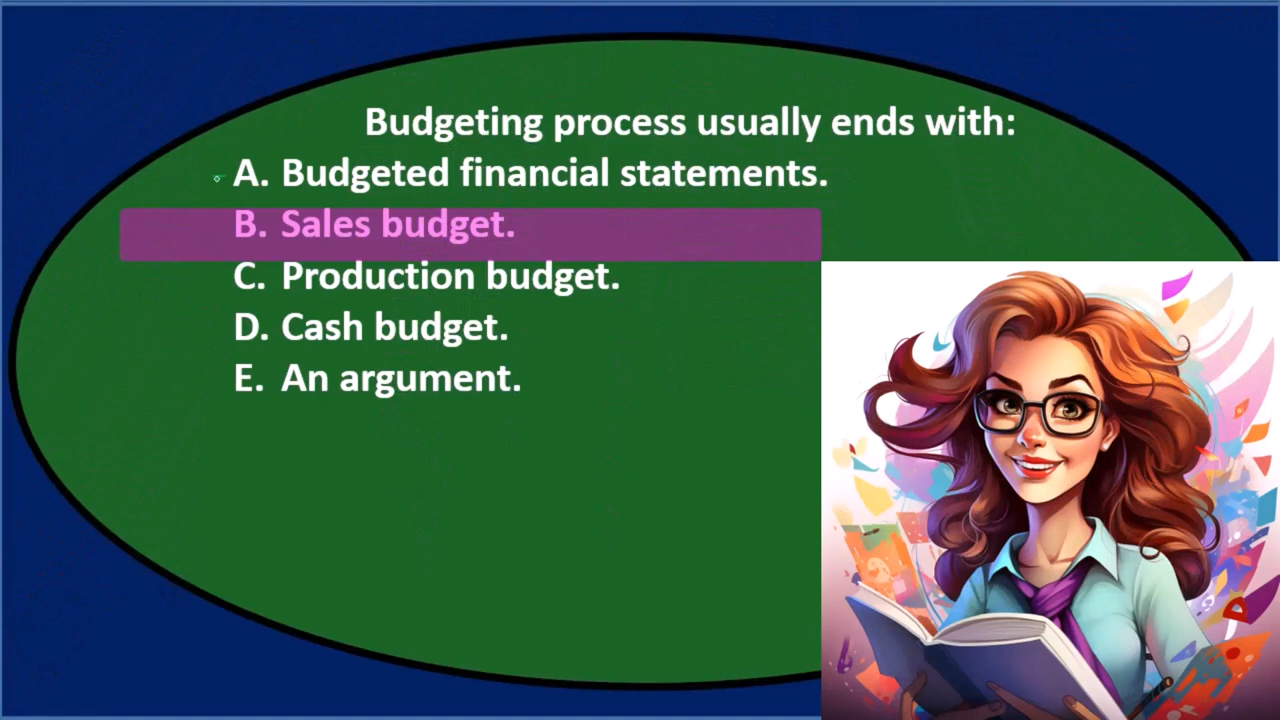 Budgeting process usually ends with:
A. Budgeted financial statements.
B. Sales budget.
C. Production budget.
D. Cash budget.
E. An argument.